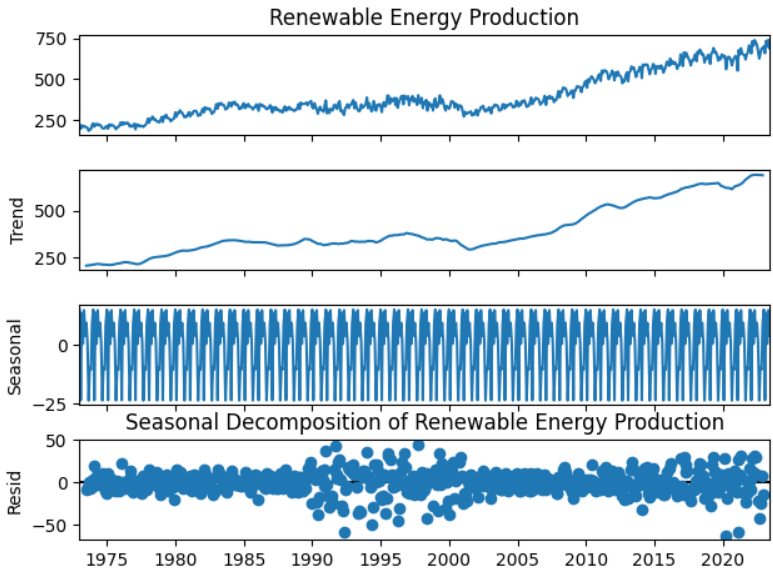 Renewable Energy Production
750
500
250
Trend
500
250
Seasonal
0
−25
Seasonal Decomposition of Renewable Energy Production
Resid
50
0
−50
1975 1980 1985 1990 1995 2000 2005 2010 2015 2020